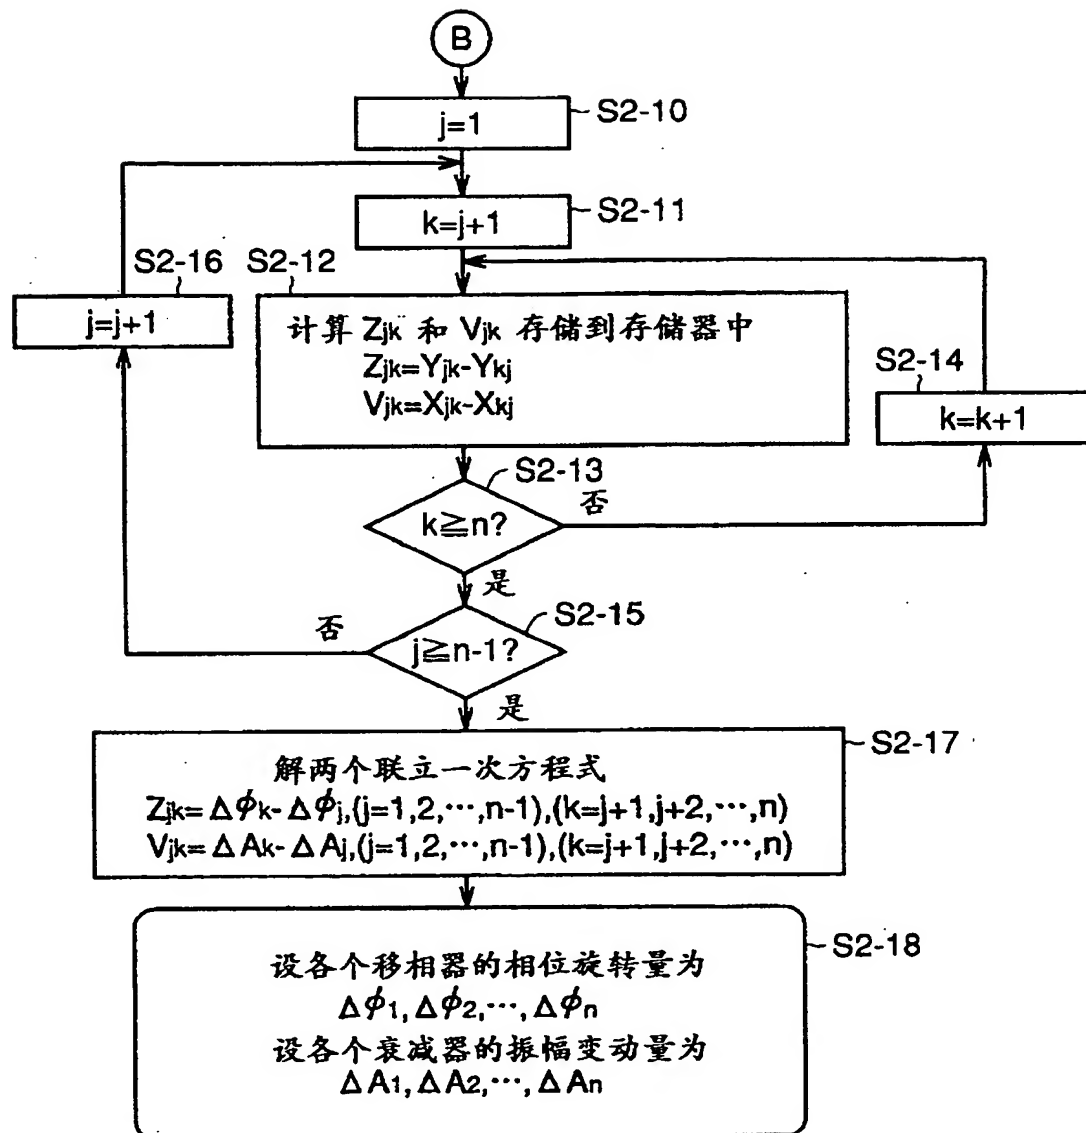 B
j=1
S2-10
k=j+1
S2-11
S2-16
j=j+1
S2-12
计算 Zjk 和 Vjk 存储到存储器中
Zjk=Yjk-Ykj
Vjk=Xjk-Xkj
S2-14
k=k+1
S2-13
k≧n?
否
是
S2-15
j≧n-1?
否
是
S2-17
解两个联立一次方程式
Zjk=Δϕk-Δϕj,(j=1,2,···,n-1),(k=j+1,j+2,···,n)
Vjk=ΔAk-ΔAj,(j=1,2,···,n-1),(k=j+1,j+2,···,n)
S2-18
设各个移相器的相位旋转量为
Δϕ1,Δϕ2,···,Δϕn
设各个衰减器的振幅变动量为
ΔA1,ΔA2,···,ΔAn